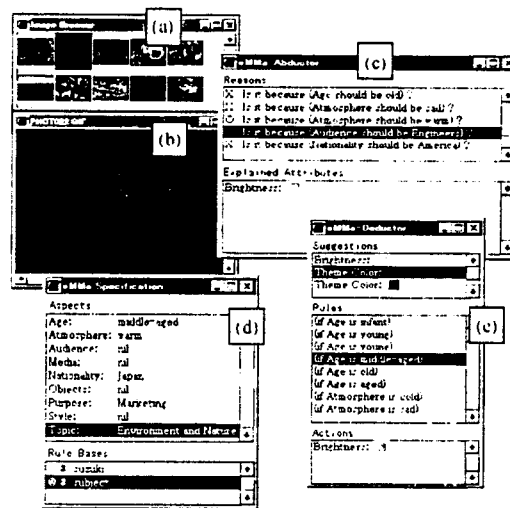 (a)
Image Browser
(b)
(c)
eMMa: Abductor
Reasons
X Is it because (Age should be old) ?
X Is it because (Atmosphere should be sad) ?
O Is it because (Atmosphere should be warm) ?
Is it because (Audience should be Engineers) ?
X Is it because (Nationality should be America) ?
Explained Attributes
Brightness:
eMMa Specification
(d)
Aspects
Age: middle-aged
Atmosphere: warm
Audience: nil
Media: nil
Nationality: Japan
Objects: nil
Purpose: Marketing
Style: nil
Topic: Environment and Nature
Rule Bases
suzuki
subject
eMMa: Deductor
(e)
Suggestions
Brightness:
Theme Color:
Theme Color:
Rules
(if Age is infant)
(if Age is young)
(if Age is young)
(if Age is middle-aged)
(if Age is old)
(if Age is aged)
(if Atmosphere is cold)
(if Atmosphere is sad)
Actions
Brightness: